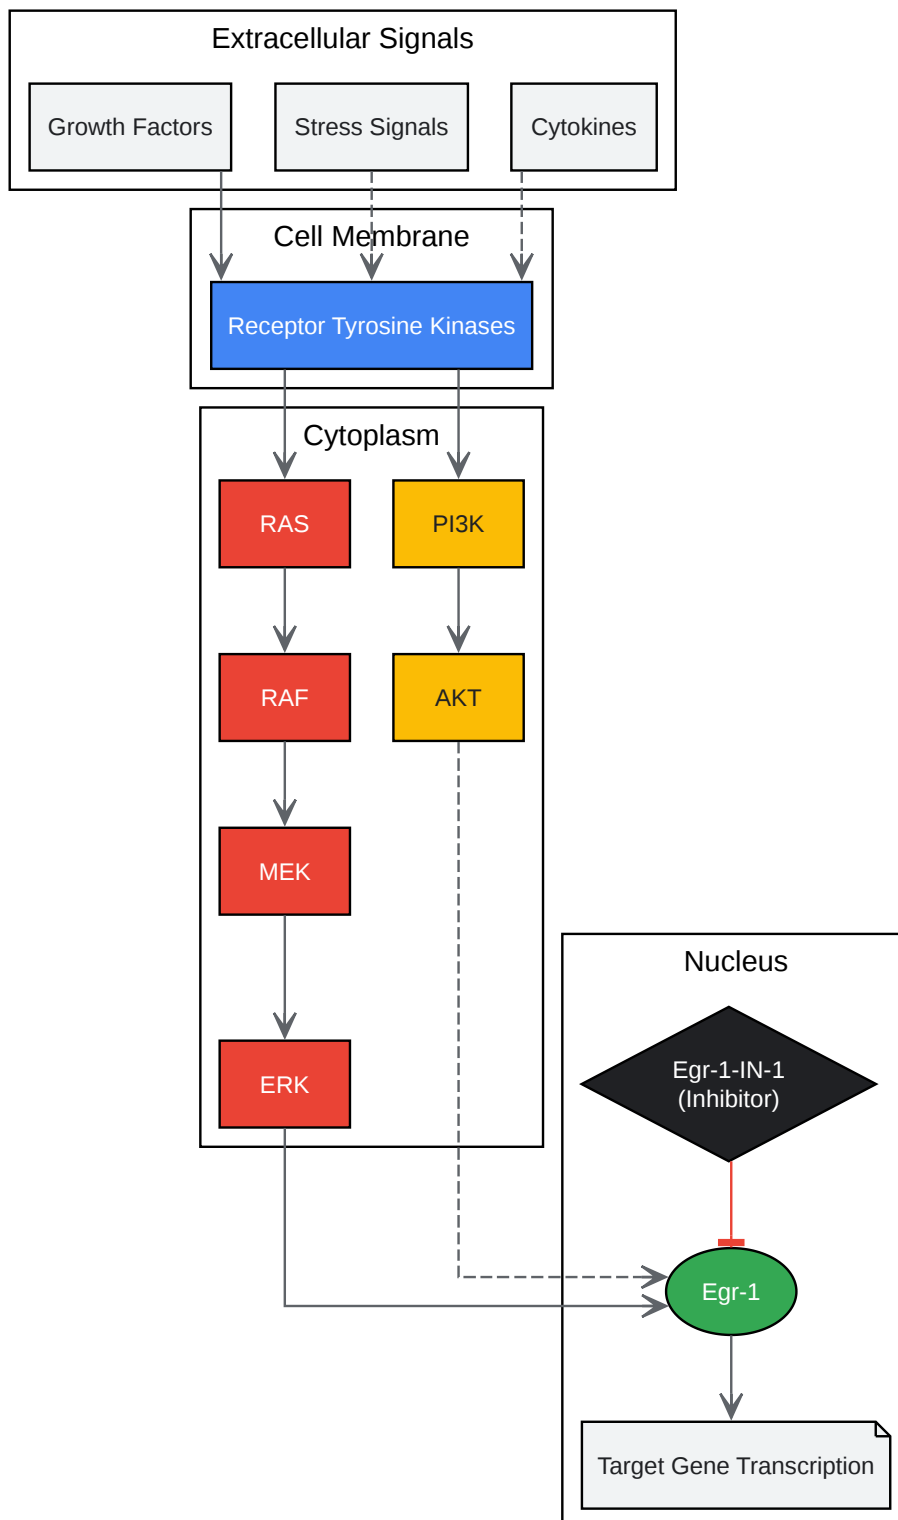 Extracellular Signals
Growth Factors
Stress Signals
Cytokines
Cell Membrane
Receptor Tyrosine Kinases
Cytoplasm
RAS
PI3K
RAF
AKT
MEK
ERK
Nucleus
Egr-1-IN-1
(Inhibitor)
Egr-1
Target Gene Transcription